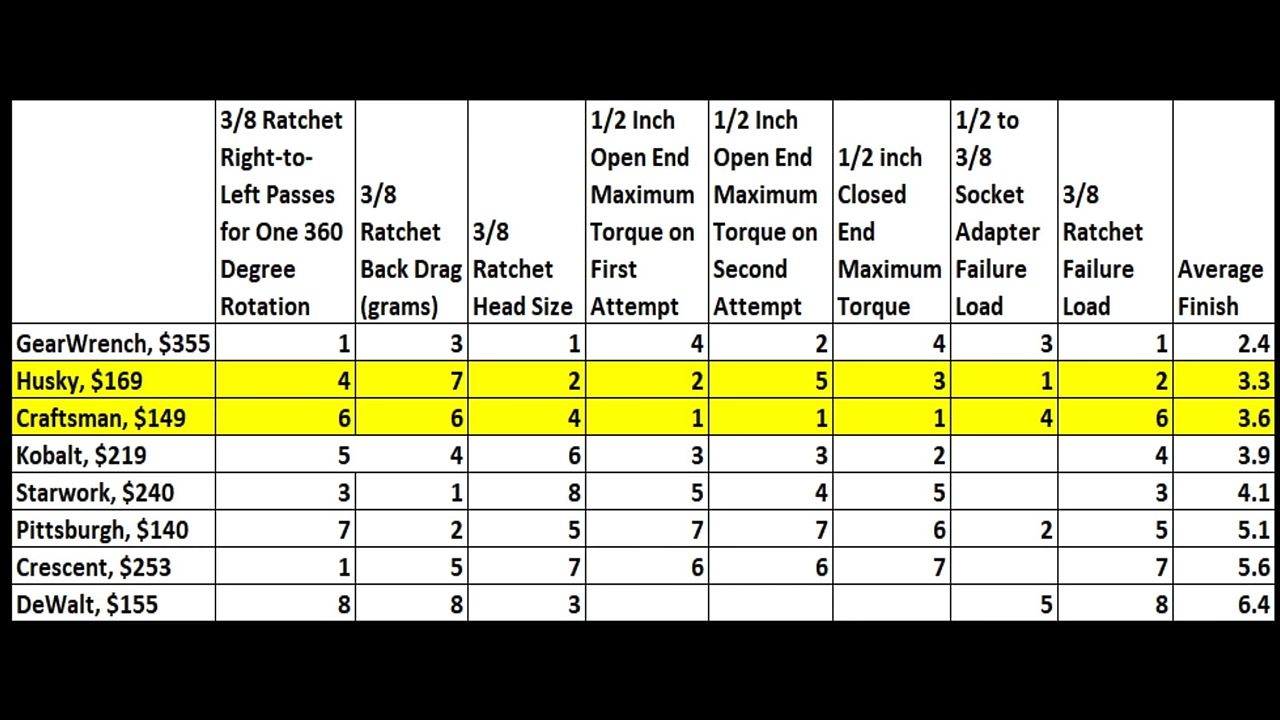 3/8 Ratchet Right-to-Left Passes for One 360 Degree Rotation | 3/8 Ratchet Back Drag (grams) | 3/8 Ratchet Head Size | 1/2 Inch Open End Maximum Torque on First Attempt | 1/2 Inch Open End Maximum Torque on Second Attempt | 1/2 inch Closed End Maximum Torque | 1/2 to 3/8 Socket Adapter Failure Load | 3/8 Ratchet Failure Load | Average Finish
GearWrench, $355 1 3 1 4 2 4 3 1 2.4
Husky, $169 4 7 2 2 5 3 1 2 3.3
Craftsman, $149 6 6 4 1 1 1 4 6 3.6
Kobalt, $219 5 4 6 3 3 2 4 3.9
Starwork, $240 3 1 8 5 4 5 3 4.1
Pittsburgh, $140 7 2 5 7 7 6 2 5 5.1
Crescent, $253 1 5 7 6 6 7 7 5.6
DeWalt, $155 8 8 3 5 8 6.4